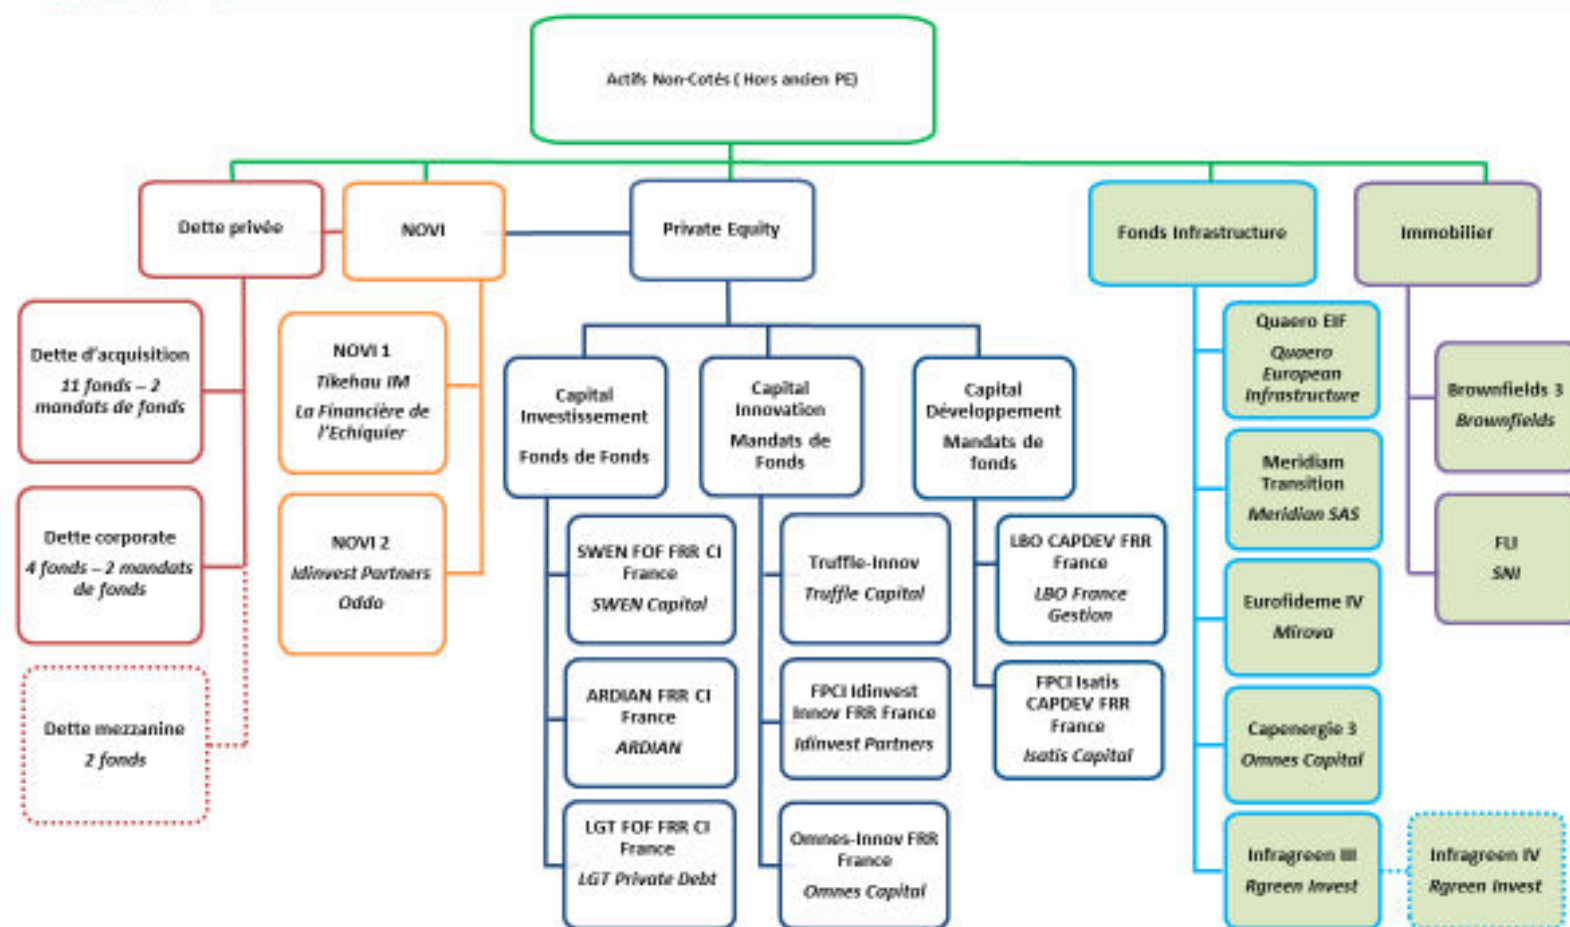 Actifs Non-Cotés ( Hors ancien PE)
Dette privée
NOVI
Private Equity
Fonds Infrastructure
Immobilier
Dette d'acquisition
11 fonds – 2
mandats de fonds
Dette corporate
4 fonds – 2 mandats
de fonds
Dette mezzanine
2 fonds
NOVI 1
Tikehau IM
La Financière de
l'Echiquier
NOVI 2
Idinvest Partners
Oddo
Capital
Investissement
Fonds de Fonds
SWEN FOF FRR CI
France
SWEN Capital
ARDIAN FRR CI
France
ARDIAN
LGT FOF FRR CI
France
LGT Private Debt
Capital
Innovation
Mandats de
Fonds
Truffle-Innov
Truffle Capital
FPCI Idinvest
Innov FRR France
Idinvest Partners
Omnes-Innov FRR
France
Omnes Capital
Capital
Développement
Mandats de
fonds
LBO CAPDEV FRR
France
LBO France
Gestion
FPCI Isatis
CAPDEV FRR
France
Isatis Capital
Quaero EIF
Quaero
European
Infrastructure
Meridiam
Transition
Meridian SAS
Eurofideme IV
Mirova
Capenergie 3
Omnes Capital
Infragreen III
Rgreen Invest
Infragreen IV
Rgreen Invest
Brownfields 3
Brownfields
FLI
SNI